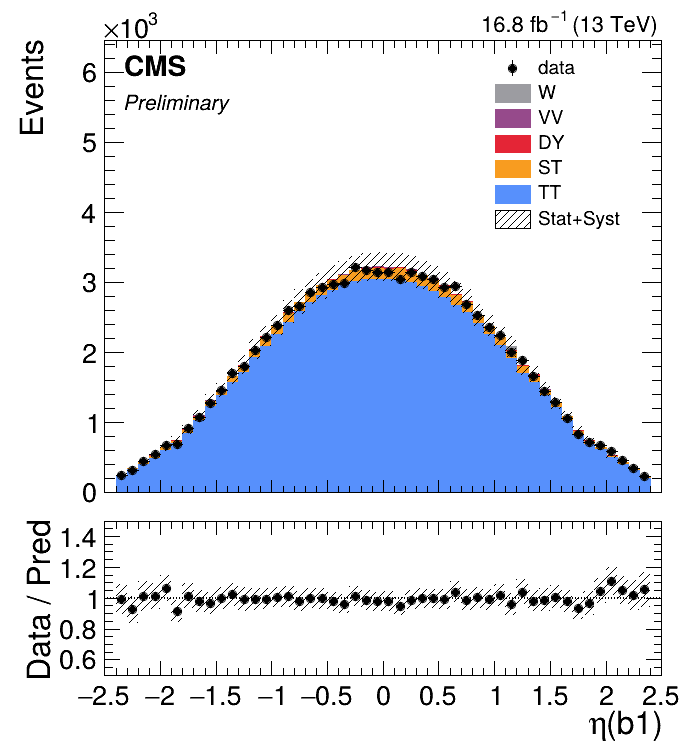 ×10³ 16.8 fb⁻¹ (13 TeV)
Events
CMS
Preliminary
data
W
VV
DY
ST
TT
Stat+Syst
6
5
4
3
2
1
0
Data / Pred
1.4
1.2
1
0.8
0.6
−2.5 −2 −1.5 −1 −0.5 0 0.5 1 1.5 2 2.5
η(b1)